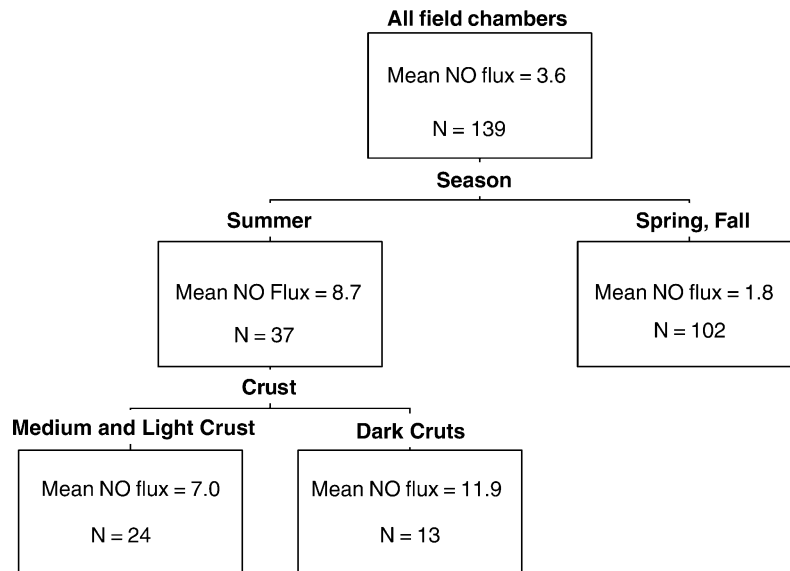 All field chambers
Mean NO flux = 3.6
N = 139
Season
Summer
Spring, Fall
Mean NO Flux = 8.7
N = 37
Mean NO flux = 1.8
N = 102
Crust
Medium and Light Crust
Dark Cruts
Mean NO flux = 7.0
N = 24
Mean NO flux = 11.9
N = 13